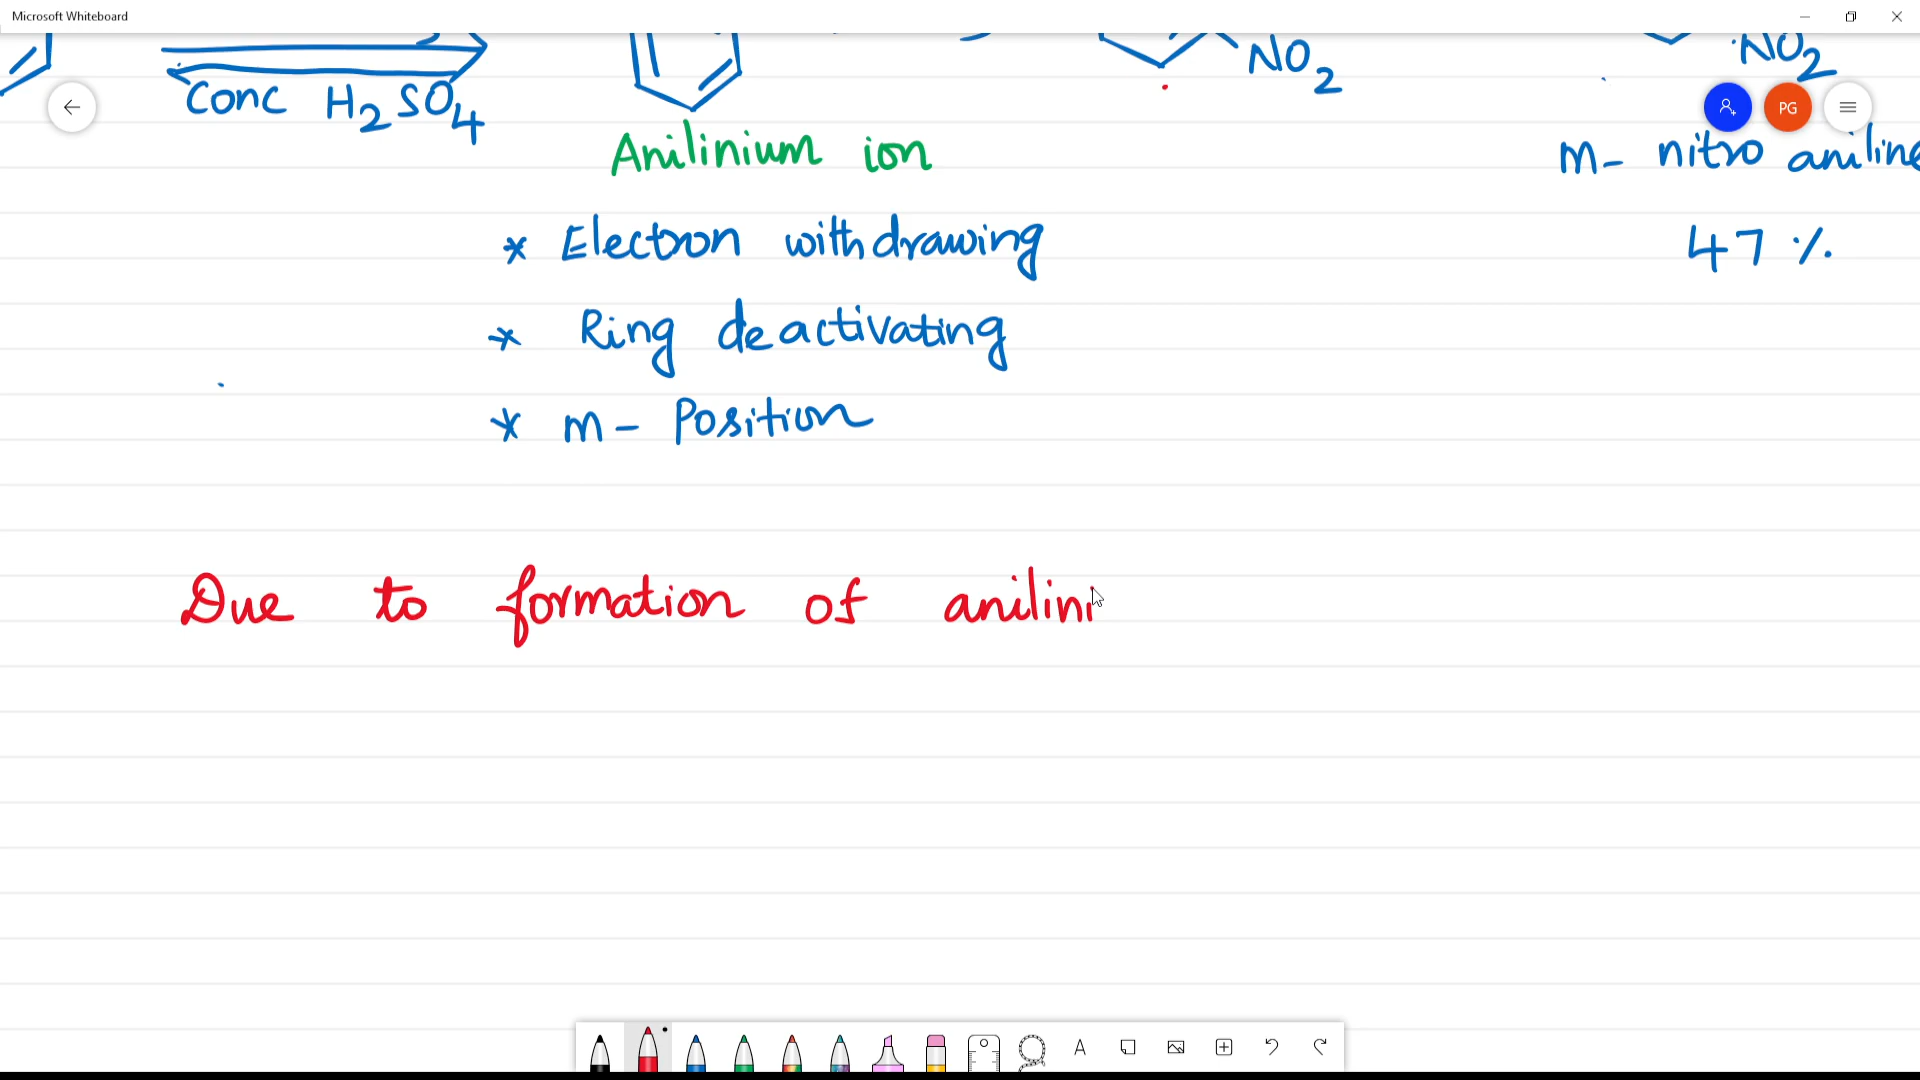 Microsoft Whiteboard
NO2
NO2
Conc H2SO4
PG
Anilinium ion
m- nitro aniline
* Electron withdrawing
47 %
* Ring deactivating
* m- Position
Due to formation of anilini
A